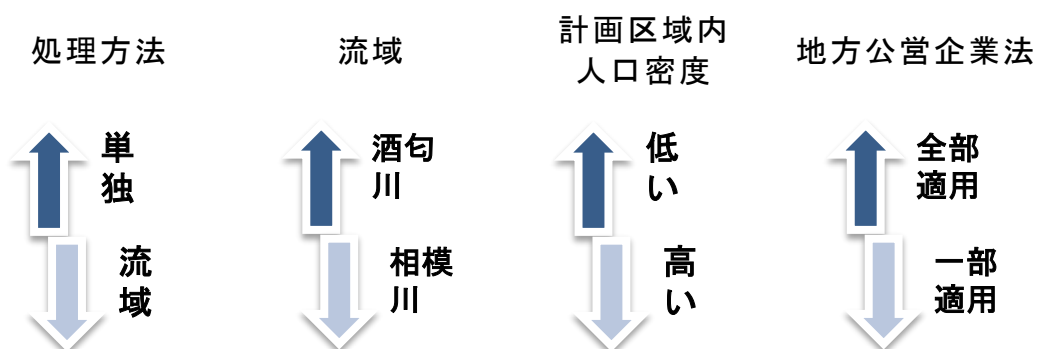 処理方法
流域
計画区域内
人口密度
地方公営企業法
単
独
酒匂
川
低
い
全部
適用
流
域
相模
川
高
い
一部
適用